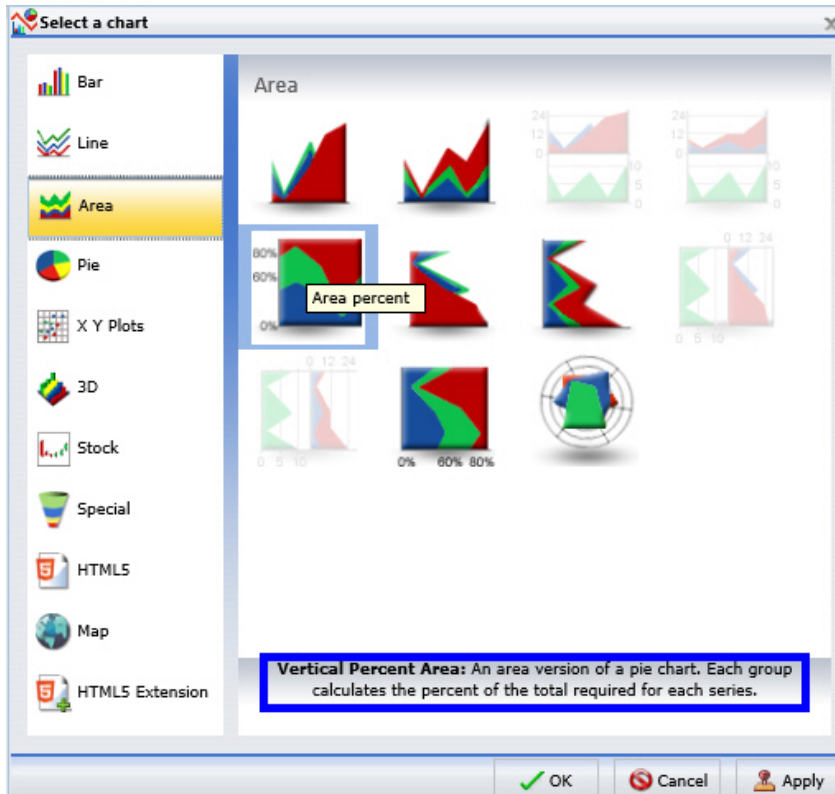 Select a chart
Bar
Line
Area
Pie
X Y Plots
3D
Stock
Special
HTML5
Map
HTML5 Extension
Area
24
12
0
10
5
0
24
12
0
10
5
0
80%
60%
0%
Area percent
0 12 24
0 5 10
0 12 24
0 5 10
0% 60% 80%
Vertical Percent Area: An area version of a pie chart. Each group
calculates the percent of the total required for each series.
OK
Cancel
Apply